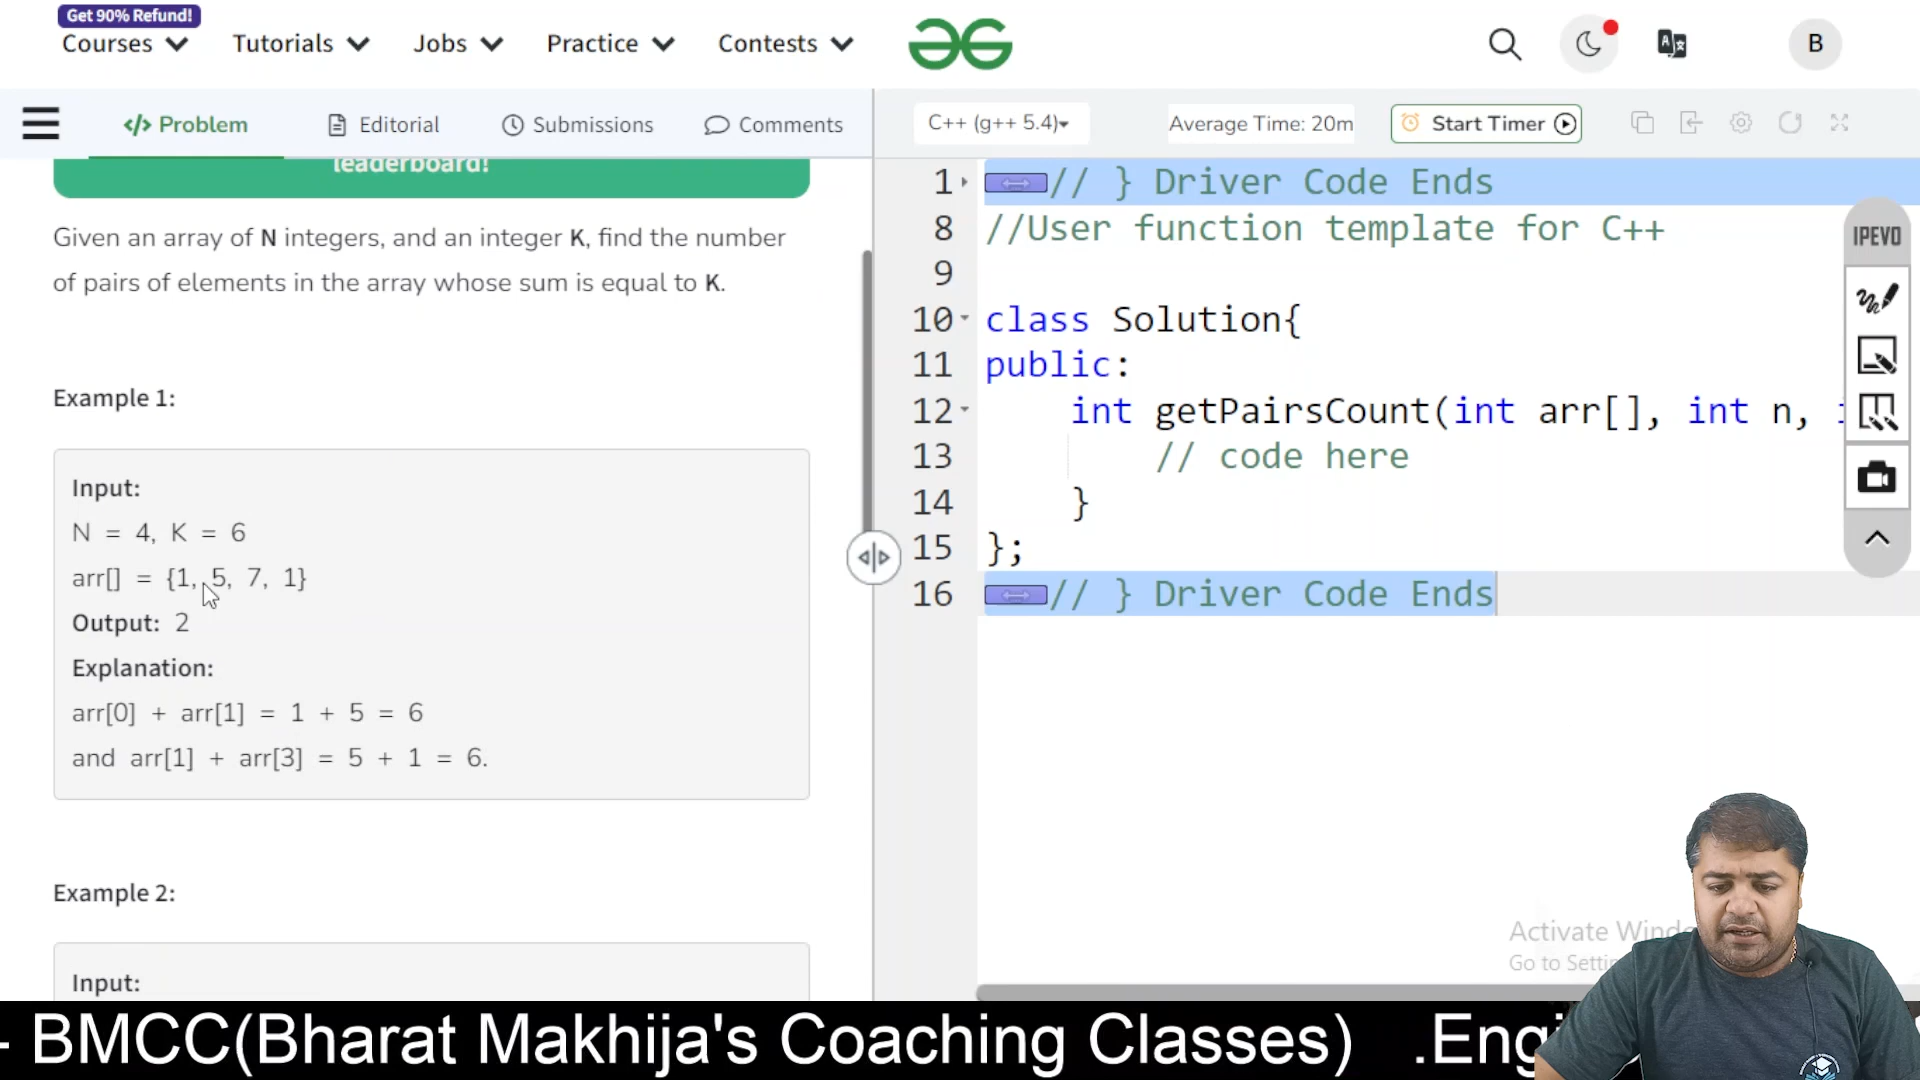 Get 90% Refund!
Courses Tutorials Jobs Practice Contests B
Problem Editorial Submissions Comments
C++ (g++ 5.4) Average Time: 20m Start Timer
leaderboard!
Given an array of N integers, and an integer K, find the number
of pairs of elements in the array whose sum is equal to K.
Example 1:
Input:
N = 4, K = 6
arr[] = {1, 5, 7, 1}
Output: 2
Explanation:
arr[0] + arr[1] = 1 + 5 = 6
and arr[1] + arr[3] = 5 + 1 = 6.
Example 2:
Input:
1 // } Driver Code Ends
8 //User function template for C++
9
10 class Solution{
11 public:
12 int getPairsCount(int arr[], int n,
13 // code here
14 }
15 };
16 // } Driver Code Ends
IPEVO
Activate
Go to
- BMCC(Bharat Makhija's Coaching Classes) .Eng